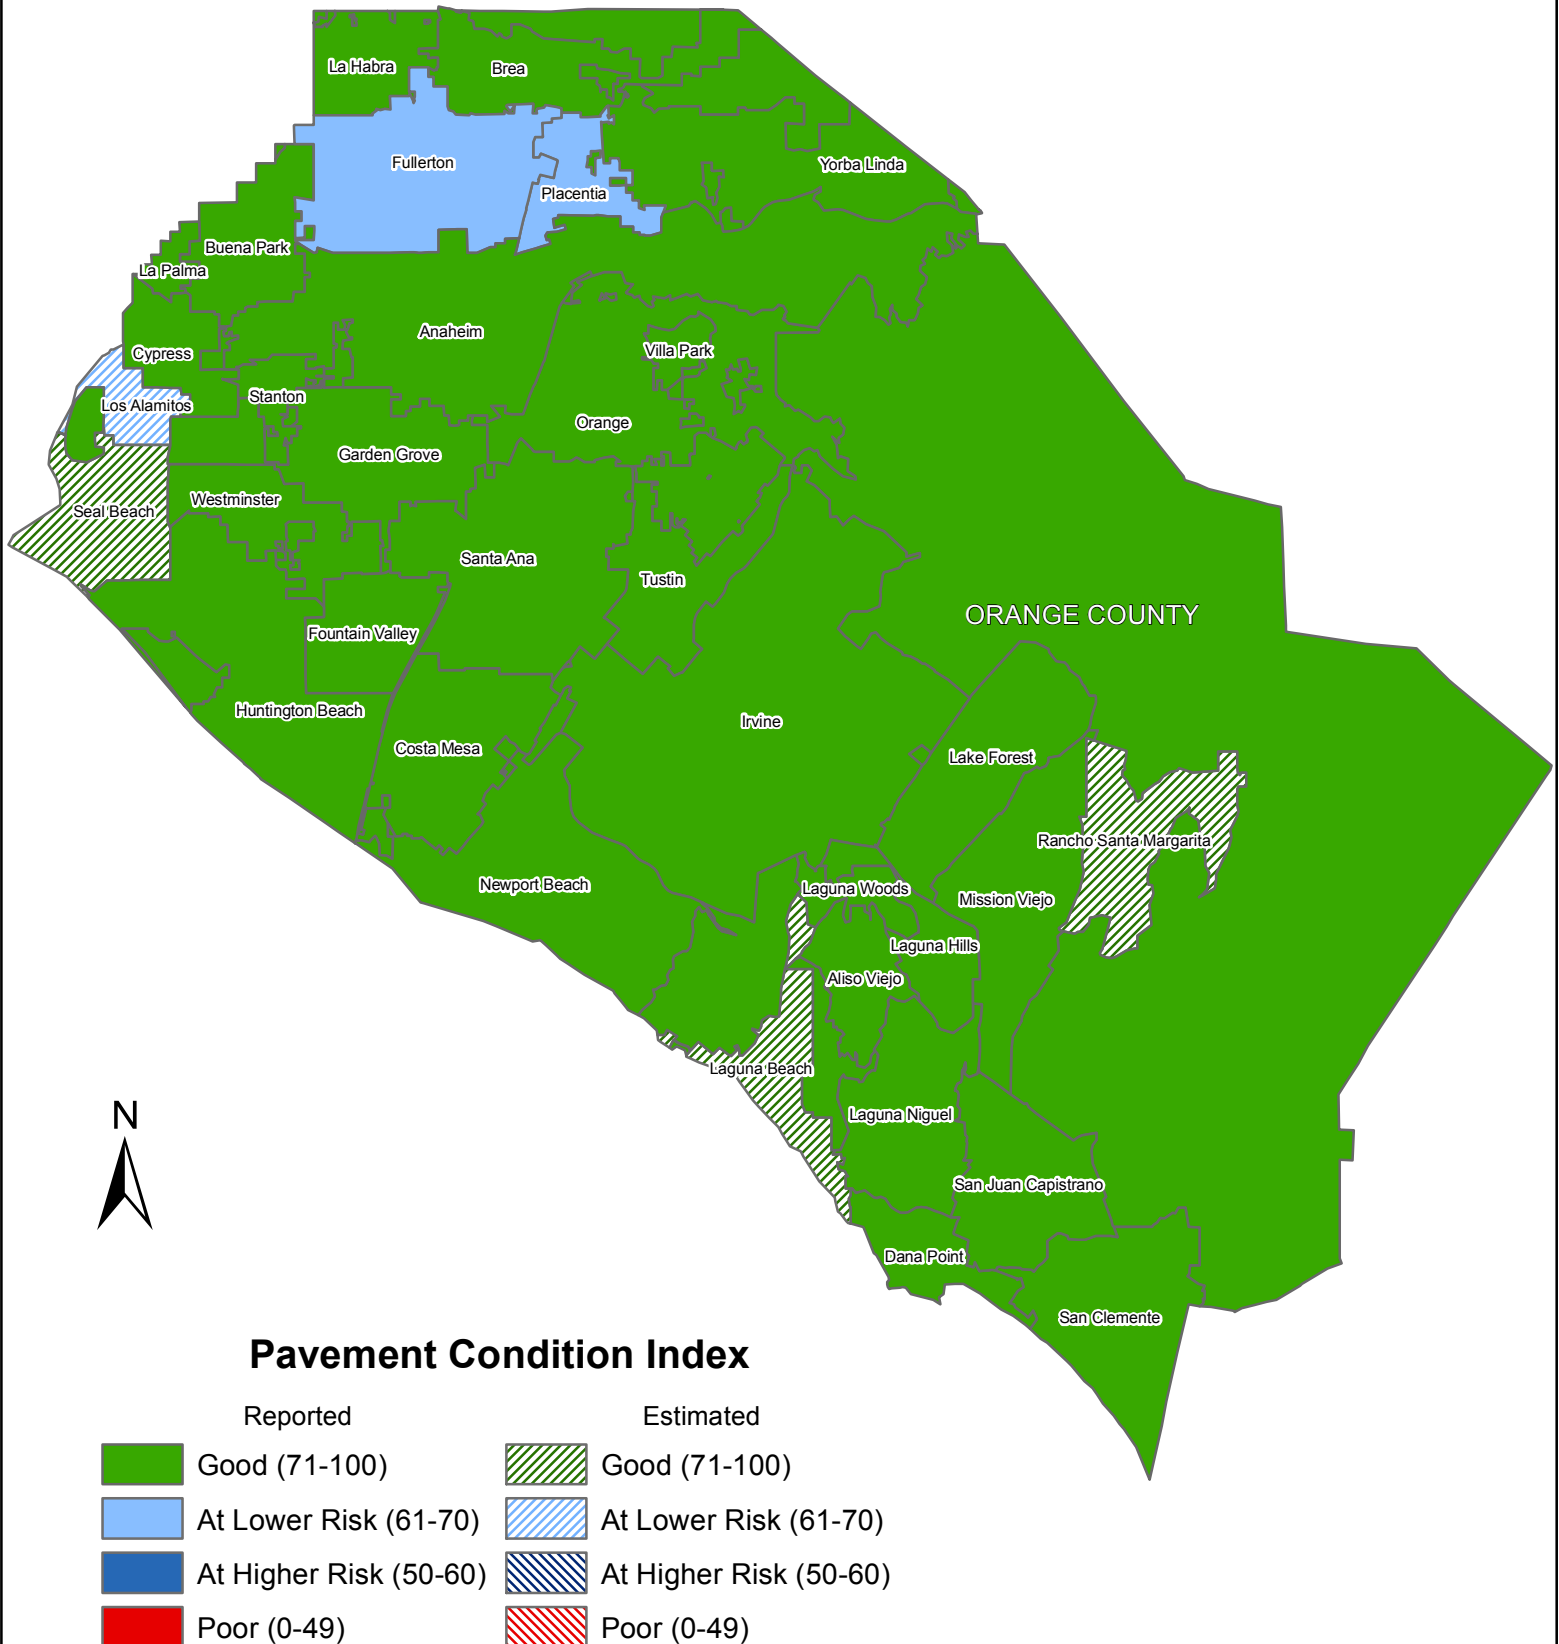 La Habra
Brea
Fullerton
Yorba Linda
Placentia
Buena Park
La Palma
Anaheim
Cypress
Villa Park
Stanton
Los Alamitos
Orange
Garden Grove
Westminster
Seal Beach
Santa Ana
Tustin
ORANGE COUNTY
Fountain Valley
Huntington Beach
Irvine
Costa Mesa
Lake Forest
Rancho Santa Margarita
Newport Beach
Laguna Woods
Mission Viejo
Laguna Hills
Aliso Viejo
Laguna Beach
N
Laguna Niguel
San Juan Capistrano
Dana Point
San Clemente
Pavement Condition Index
Reported
Estimated
Good (71-100)
Good (71-100)
At Lower Risk (61-70)
At Lower Risk (61-70)
At Higher Risk (50-60)
At Higher Risk (50-60)
Poor (0-49)
Poor (0-49)